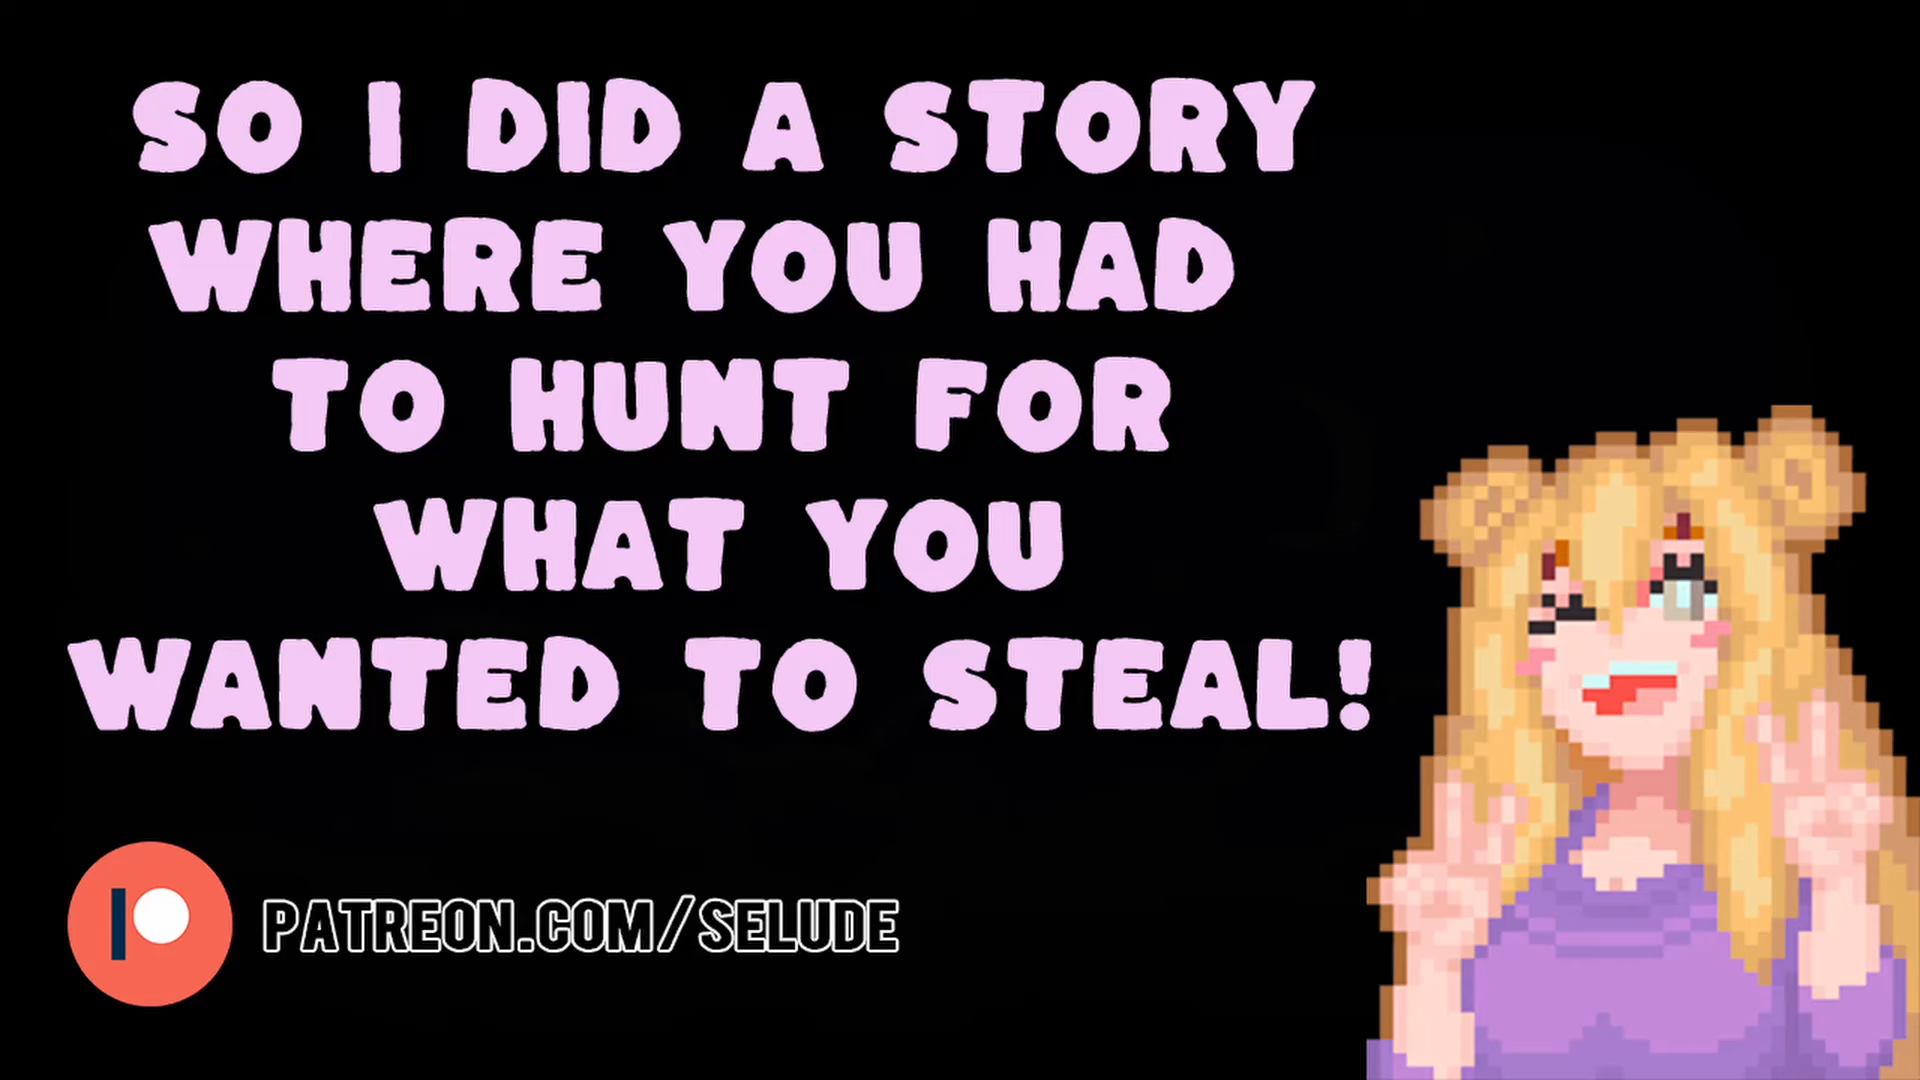 SO I DID A STORY
WHERE YOU HAD
TO HUNT FOR
WHAT YOU
WANTED TO STEAL!
PATREON.COM/SELUDE